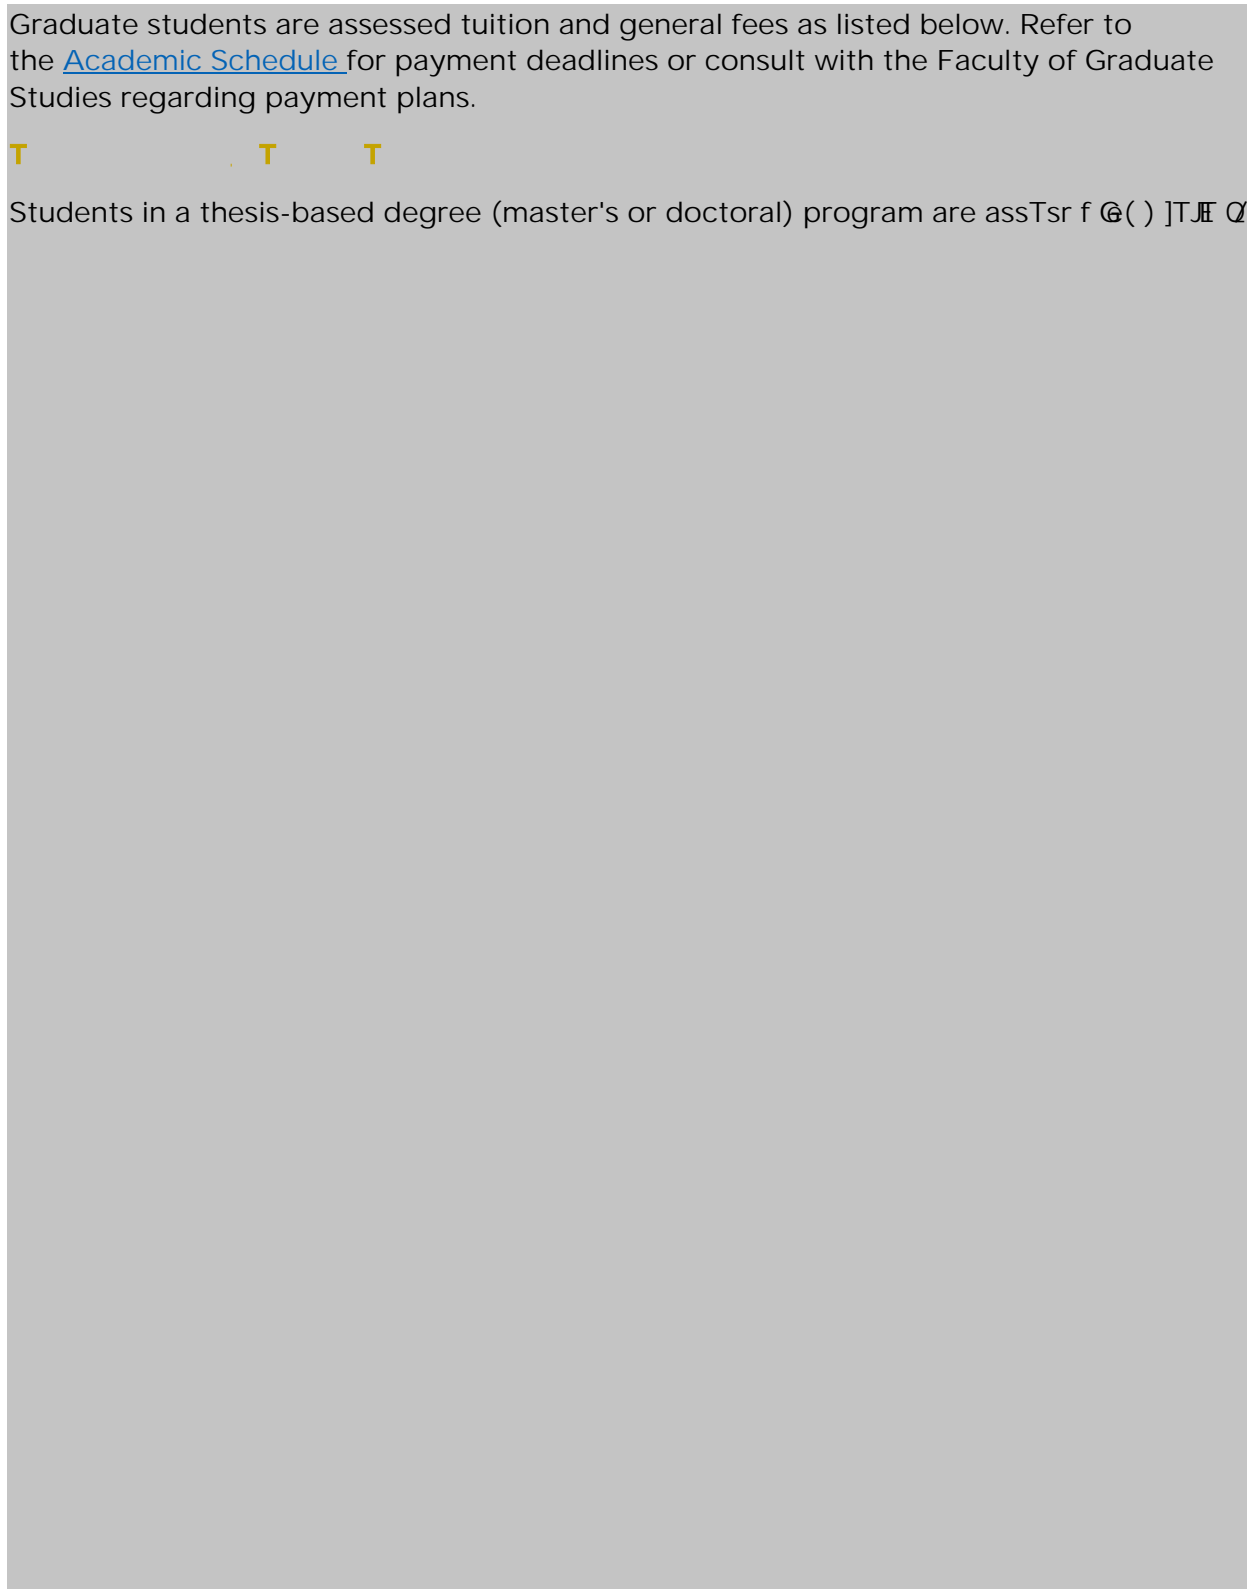 Graduate students are assessed tuition and general fees as listed below. Refer to
the Academic Schedule for payment deadlines or consult with the Faculty of Graduate
Studies regarding payment plans.
T T T
Students in a thesis-based degree (master's or doctoral) program are assTsr f